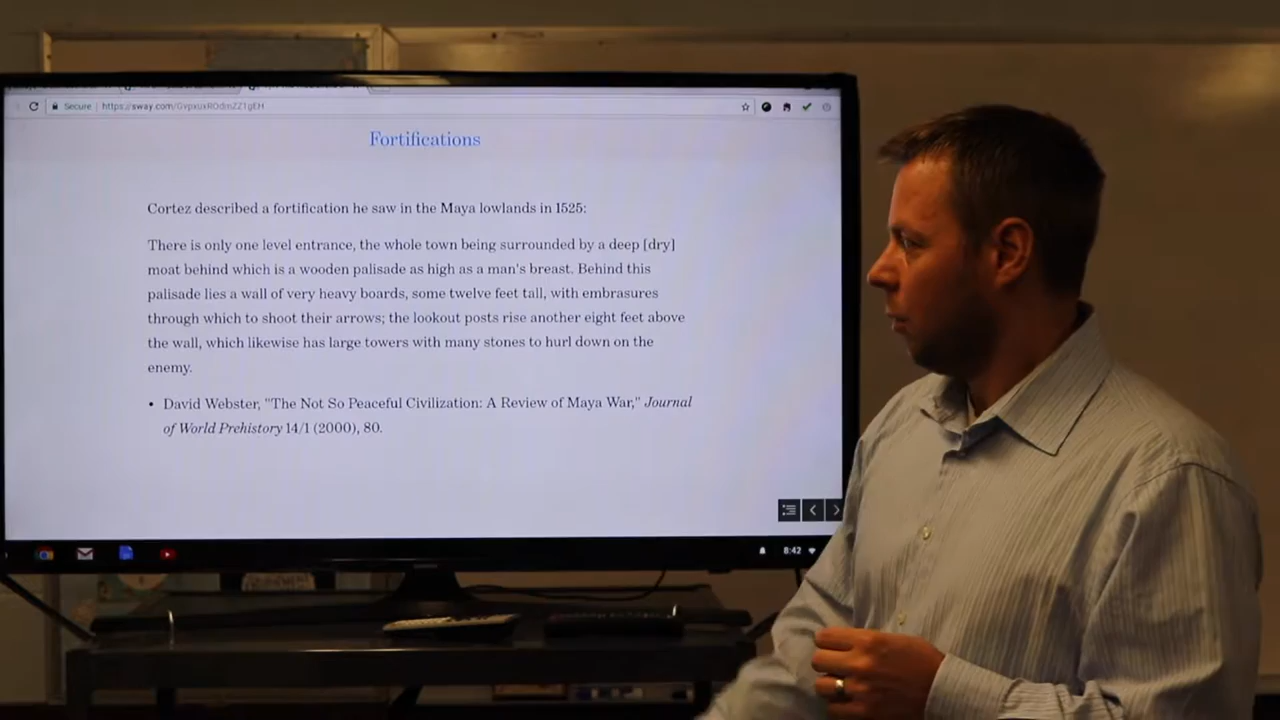 Secure | https://sway.com/
Fortifications
Cortez described a fortification he saw in the Maya lowlands in 1525:
There is only one level entrance, the whole town being surrounded by a deep [dry]
moat behind which is a wooden palisade as high as a man's breast. Behind this
palisade lies a wall of very heavy boards, some twelve feet tall, with embrasures
through which to shoot their arrows; the lookout posts rise another eight feet above
the wall, which likewise has large towers with many stones to hurl down on the
enemy.
• David Webster, "The Not So Peaceful Civilization: A Review of Maya War," Journal
of World Prehistory 14/1 (2000), 80.
8:42